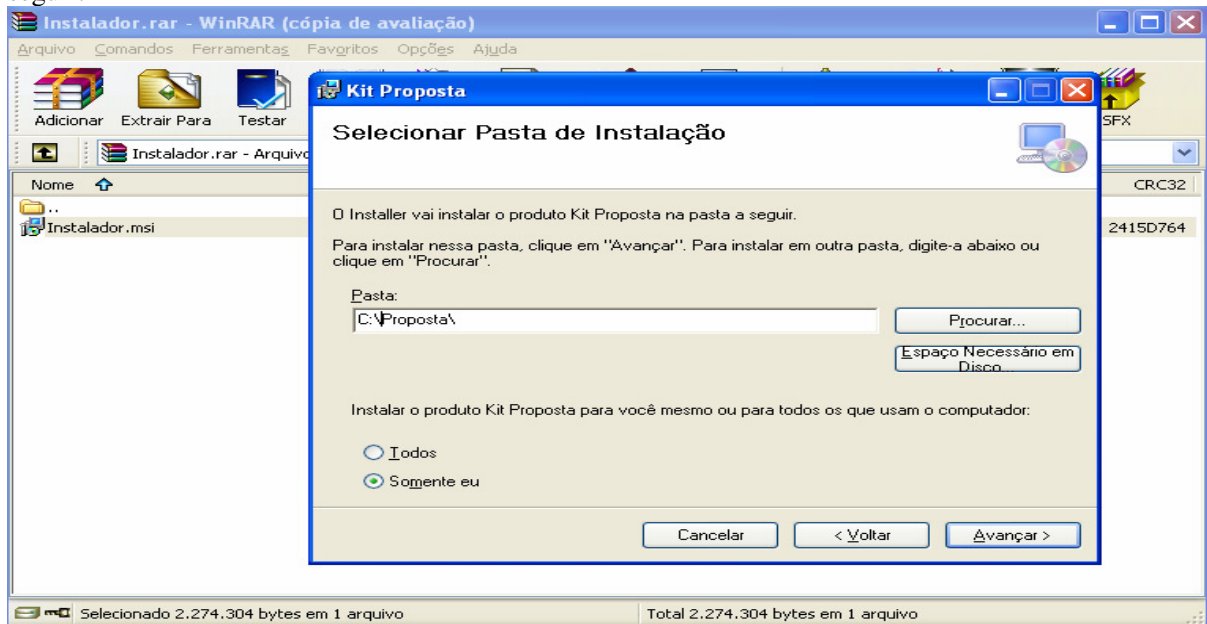 Instalador.rar - WinRAR (cópia de avaliação)
Arquivo Comandos Ferramentas Favoritos Opções Ajuda
Adicionar Extrair Para Testar SFX
Instalador.rar - Arquivo
Nome CRC32
..
Instalador.msi 2415D764
Kit Proposta
Selecionar Pasta de Instalação
O Installer vai instalar o produto Kit Proposta na pasta a seguir.
Para instalar nessa pasta, clique em "Avançar". Para instalar em outra pasta, digite-a abaixo ou
clique em "Procurar".
Pasta:
C:\Proposta\
Procurar...
Espaço Necessário em
Disco...
Instalar o produto Kit Proposta para você mesmo ou para todos os que usam o computador:
Todos
Somente eu
Cancelar < Voltar Avançar >
Selecionado 2.274.304 bytes em 1 arquivo Total 2.274.304 bytes em 1 arquivo